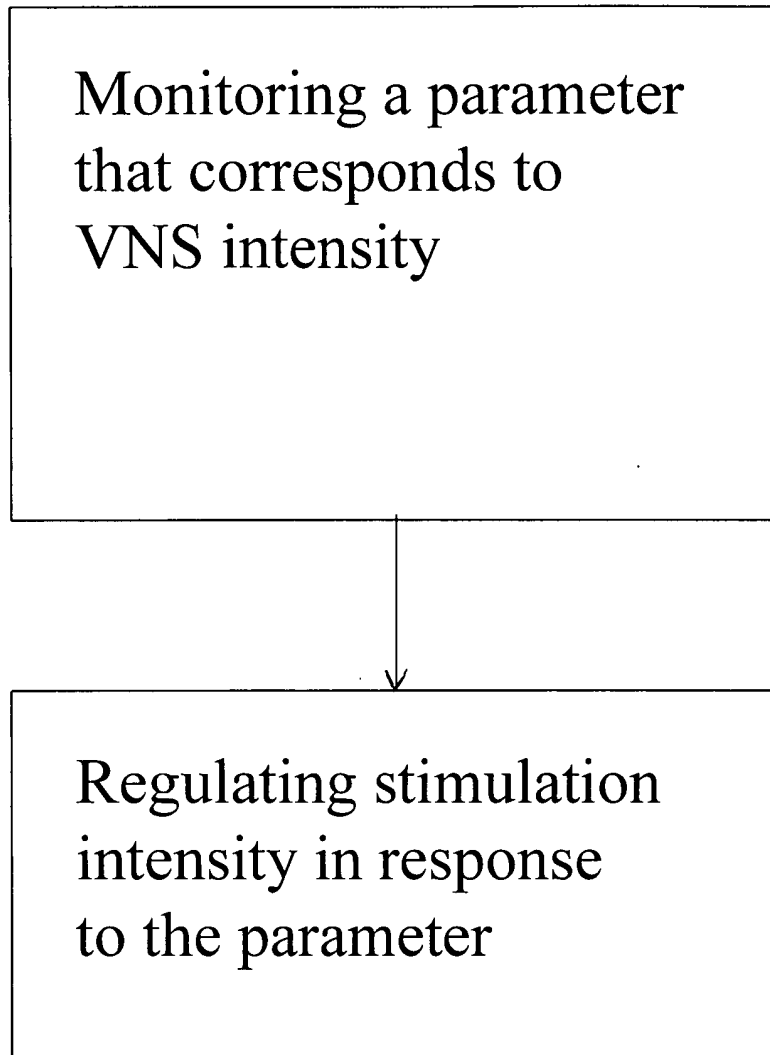 Monitoring a parameter
that corresponds to
VNS intensity
Regulating stimulation
intensity in response
to the parameter